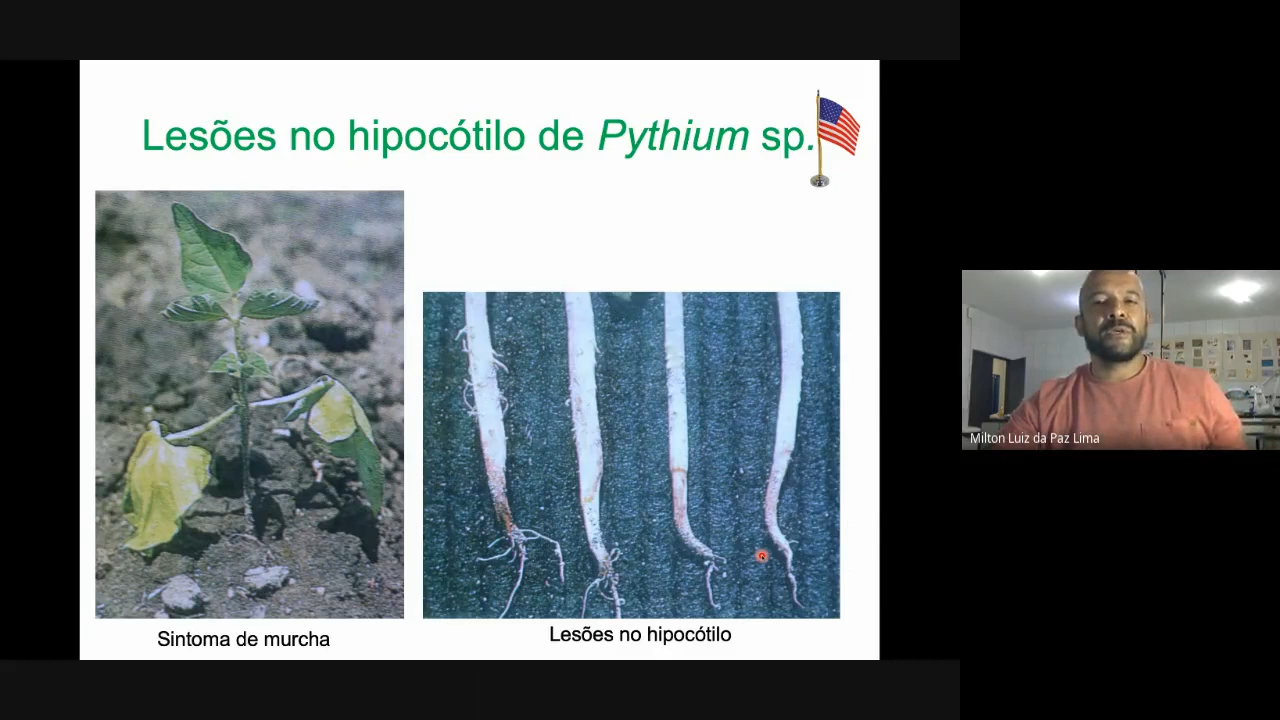 Lesões no hipocótilo de Pythium sp.
Sintoma de murcha
Lesões no hipocótilo
Milton Luiz da Paz Lima